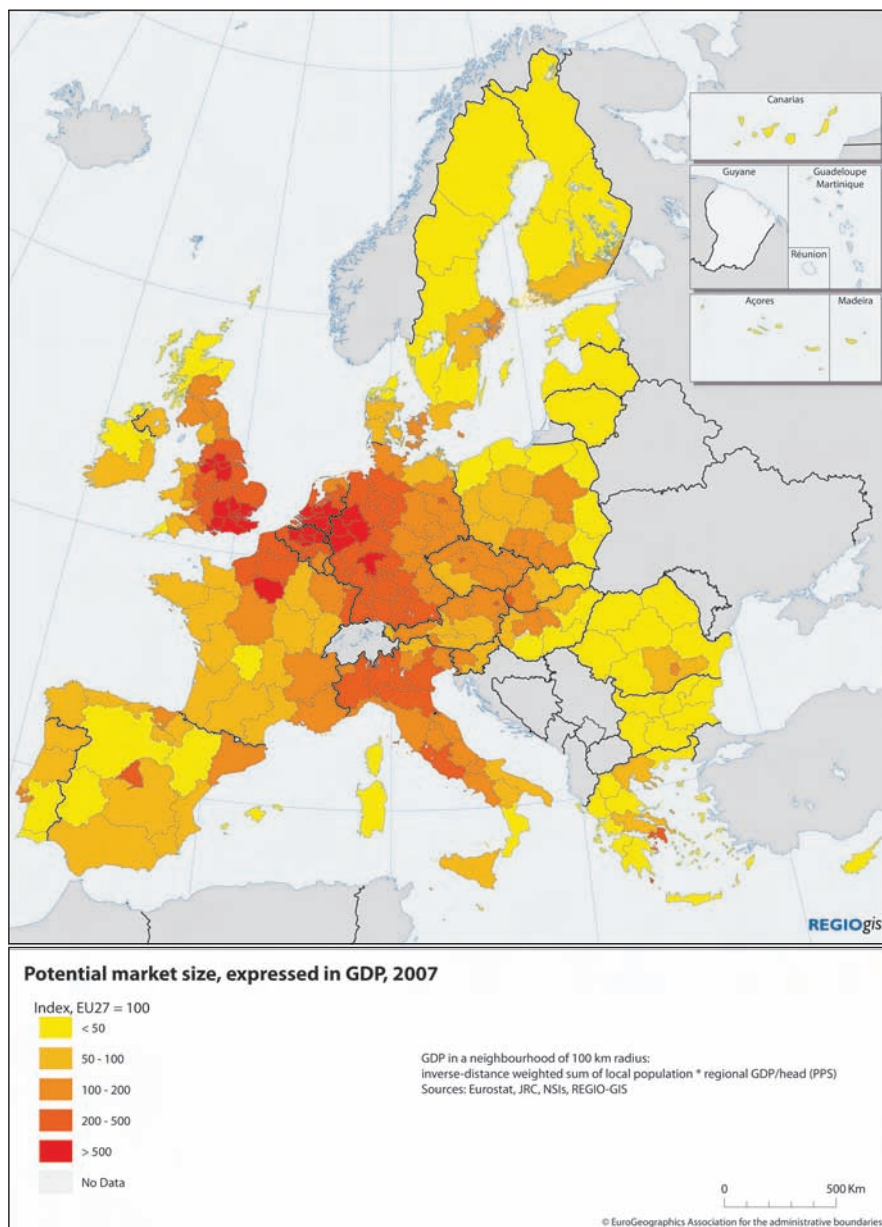 Canarias
Guyane
Guadeloupe
Martinique
Réunion
Açores
Madeira
REGIOgis
Potential market size, expressed in GDP, 2007
Index, EU27 = 100
< 50
50 - 100
100 - 200
200 - 500
> 500
No Data
GDP in a neighbourhood of 100 km radius:
inverse-distance weighted sum of local population * regional GDP/head (PPS)
Sources: Eurostat, JRC, NSIs, REGIO-GIS
0 500 Km
© EuroGeographics Association for the administrative boundaries